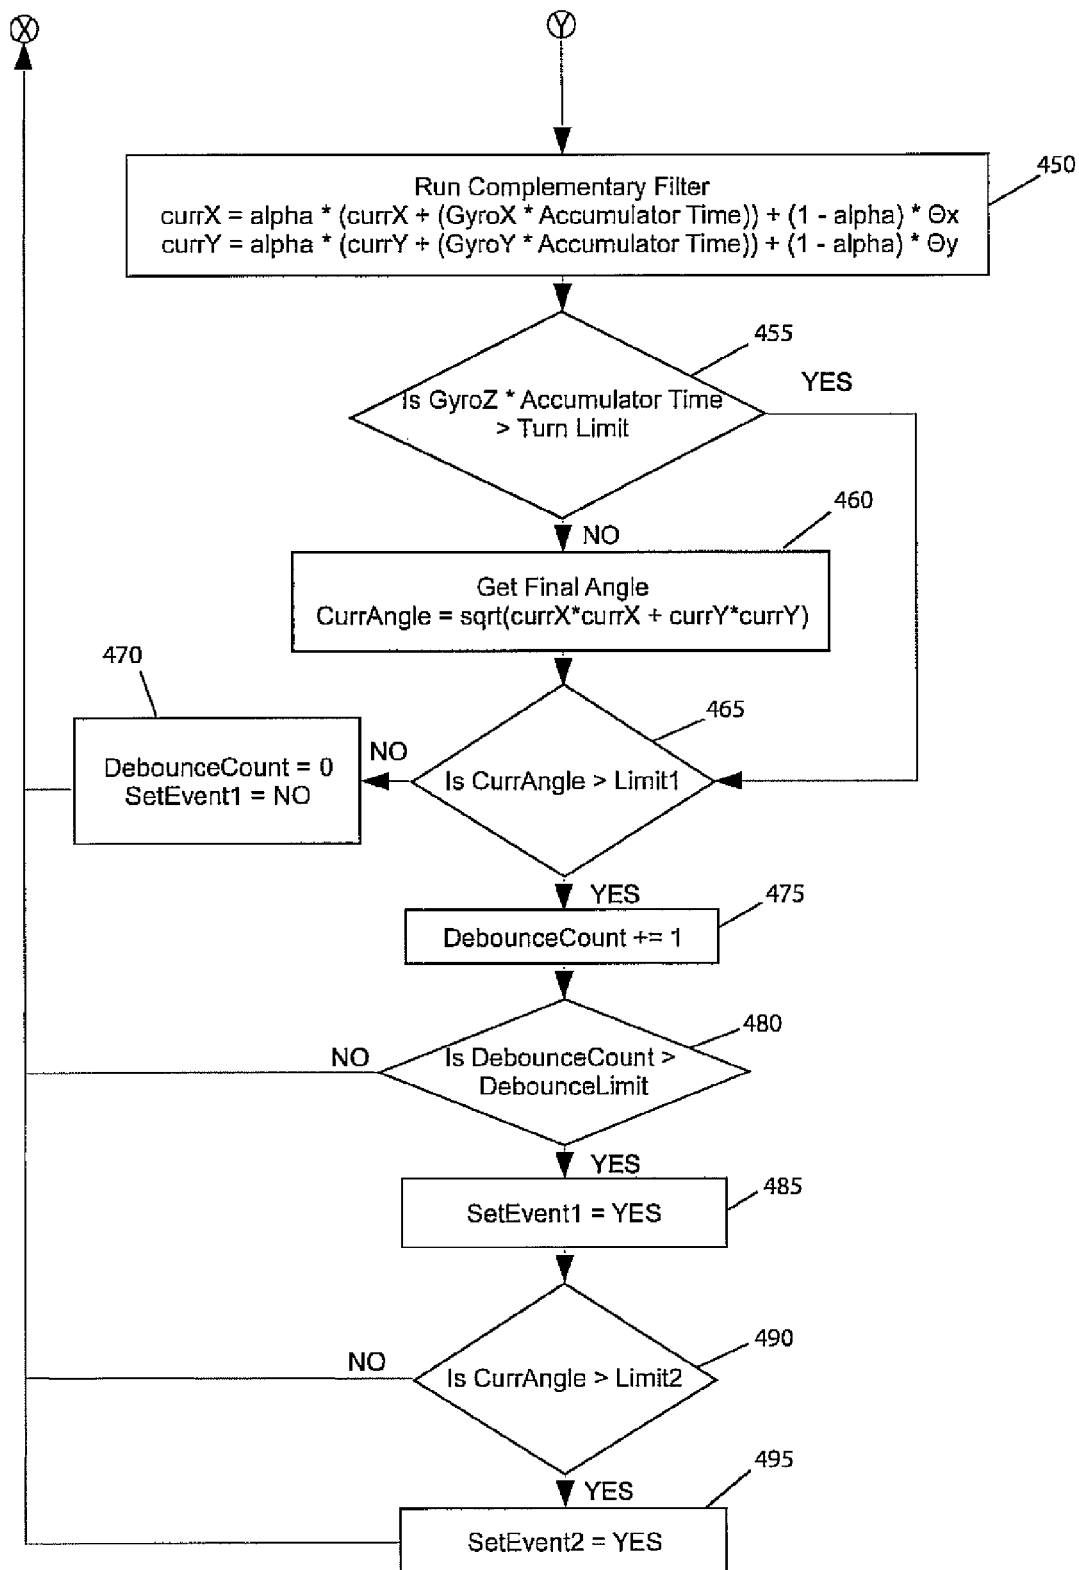 X
Y
450
Run Complementary Filter
currX = alpha * (currX + (GyroX * Accumulator Time)) + (1 - alpha) * Θx
currY = alpha * (currY + (GyroY * Accumulator Time)) + (1 - alpha) * Θy
455
YES
Is GyroZ * Accumulator Time
> Turn Limit
460
NO
Get Final Angle
CurrAngle = sqrt(currX*currX + currY*currY)
470
465
NO
DebounceCount = 0
SetEvent1 = NO
Is CurrAngle > Limit1
YES
475
DebounceCount += 1
480
NO
Is DebounceCount >
DebounceLimit
YES
485
SetEvent1 = YES
490
NO
Is CurrAngle > Limit2
495
YES
SetEvent2 = YES